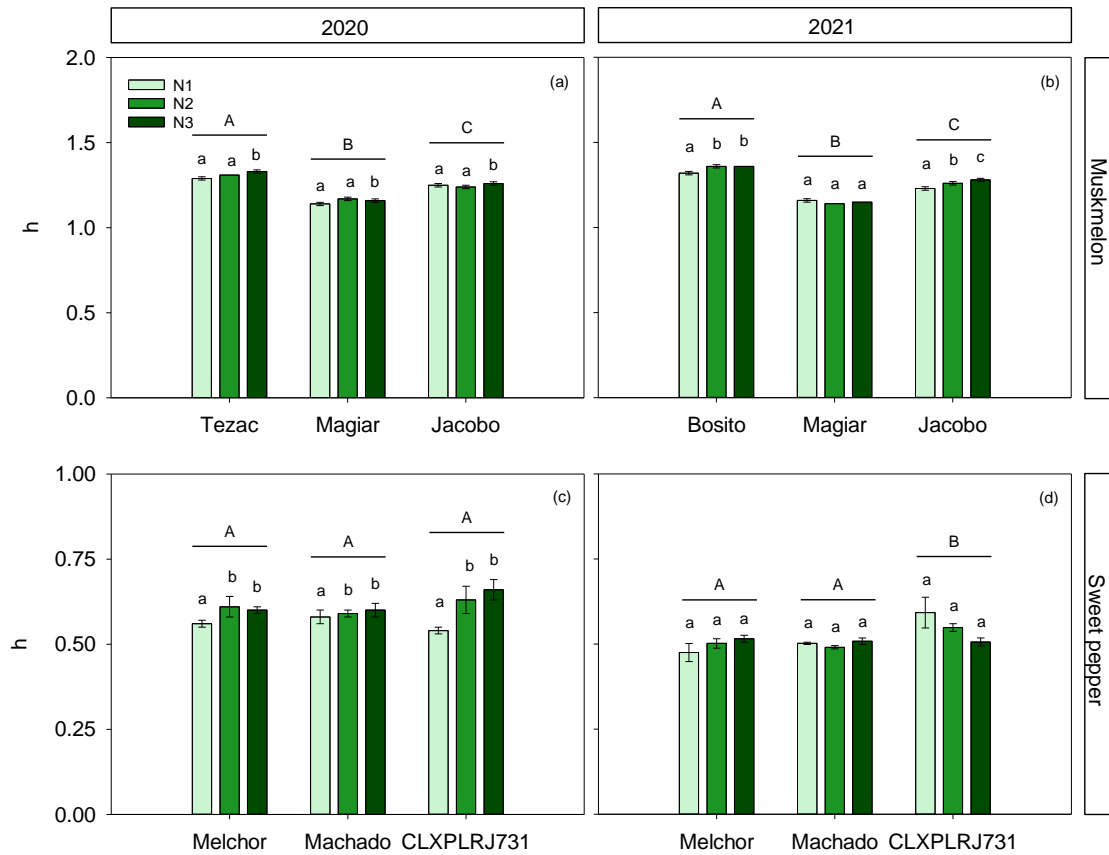 2020
2021
2.0
1.5
1.0
0.5
0.0
h
N1
N2
N3
(a)
A
B
C
a a b
a a b
a a b
Tezac Magiar Jacobo
(b)
A
B
C
a b b
a a a
a b c
Bosito Magiar Jacobo
Muskmelon
1.00
0.75
0.50
0.25
0.00
h
(c)
A
A
A
a b b
a b b
a b b
Melchor Machado CLXPLRJ731
(d)
A
A
B
a a a
a a a
a a a
Melchor Machado CLXPLRJ731
Sweet pepper